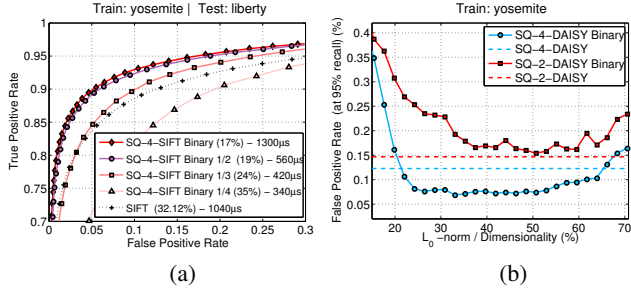 Train: yosemite | Test: liberty
True Positive Rate
1
0.95
0.9
0.85
0.8
0.75
0.7
SQ−4−SIFT Binary (17%) − 1300µs
SQ−4−SIFT Binary 1/2 (19%) − 560µs
SQ−4−SIFT Binary 1/3 (24%) − 420µs
SQ−4−SIFT Binary 1/4 (35%) − 340µs
SIFT (32.12%) − 1040µs
0 0.05 0.1 0.15 0.2 0.25 0.3
False Positive Rate
(a)
Train: yosemite
False Positive Rate (at 95% recall) (%)
0.4
0.35
0.3
0.25
0.2
0.15
0.1
0.05
SQ−4−DAISY Binary
SQ−4−DAISY
SQ−2−DAISY Binary
SQ−2−DAISY
20 30 40 50 60 70
L0−norm / Dimensionality (%)
(b)